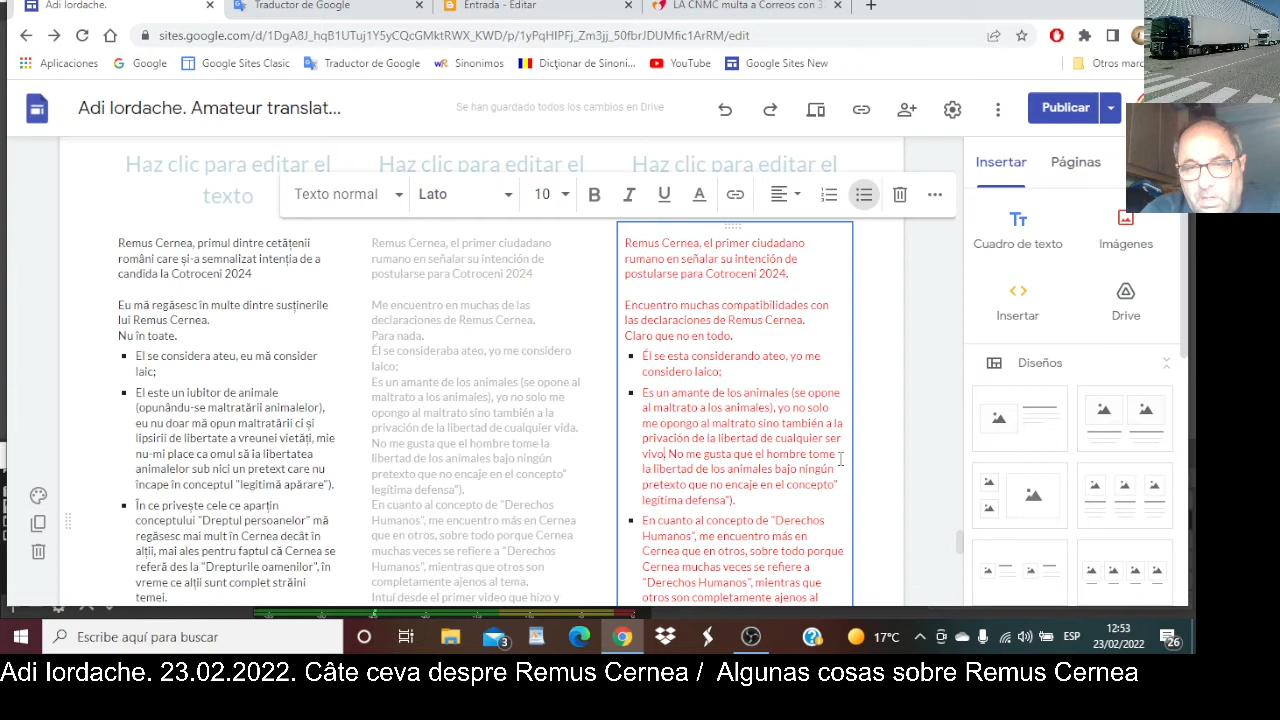 Adi Iordache.
Traductor de Google
Entrada - Editar
LA CNMC multa a Correos con 3
sites.google.com/d/1DgA8J_hqB1UTuj1Y5yCQcGMktRWX_KWD/p/1yPqHIPFj_Zm3jj_50fbrJDUMfic1ArRM/edit
Aplicaciones
Google
Google Sites Clasic
Traductor de Google
Sinonimos
Dicționar de Sinoni...
YouTube
Google Sites New
Otros marc
Adi Iordache. Amateur translat...
Se han guardado todos los cambios en Drive
Publicar
Haz clic para editar el texto
Haz clic para editar el
Haz clic para editar el
Texto normal
Lato
10
Insertar
Páginas
Cuadro de texto
Imágenes
Insertar
Drive
Diseños
Remus Cernea, primul dintre cetățenii
români care și-a semnalizat intenția de a
candida la Cotroceni 2024
Eu mă regăsesc în multe dintre susținerile
lui Remus Cernea.
Nu în toate.
El se considera ateu, eu mă consider
laic;
El este un iubitor de animale
(opunându-se maltratării animalelor),
eu nu doar mă opun maltratării ci și
lipsirii de libertate a vreunei vietăți, mie
nu-mi place ca omul să ia libertatea
animalelor sub nici un pretext care nu
încape în conceptul "legitimă apărare").
În ce privește cele ce aparțin
conceptului "Dreptul persoanelor" mă
regăsesc mai mult în Cernea decât în
alții, mai ales pentru faptul că Cernea se
referă des la "Drepturile oamenilor", în
vreme ce alții sunt complet străini
temei.
Remus Cernea, el primer ciudadano
rumano en señalar su intención de
postularse para Cotroceni 2024
Me encuentro en muchas de las
declaraciones de Remus Cernea.
Para nada.
Él se consideraba ateo, yo me considero
laico;
Es un amante de los animales (se opone al
maltrato a los animales), yo no solo me
opongo al maltrato sino también a la
privación de la libertad de cualquier vida.
No me gusta que el hombre tome la
libertad de los animales bajo ningún
pretexto que no encaje en el concepto"
legítima defensa").
En cuanto al concepto de "Derechos
Humanos", me encuentro más en Cernea
que en otros, sobre todo porque Cernea
muchas veces se refiere a "Derechos
Humanos", mientras que otros son
completamente ajenos al tema.
Intuí desde el primer video que hizo y
Remus Cernea, el primer ciudadano
rumano en señalar su intención de
postularse para Cotroceni 2024.
Encuentro muchas compatibilidades con
las declaraciones de Remus Cernea.
Claro que no en todo.
Él se esta considerando ateo, yo me
considero laico;
Es un amante de los animales (se opone
al maltrato a los animales), yo no solo
me opongo al maltrato sino también a la
privación de la libertad de cualquier ser
vivo. No me gusta que el hombre tome
la libertad de los animales bajo ningún
pretexto que no encaje en el concepto"
legítima defensa").
En cuanto al concepto de "Derechos
Humanos", me encuentro más en
Cernea que en otros, sobre todo porque
Cernea muchas veces se refiere a
"Derechos Humanos", mientras que
otros son completamente ajenos al
Escribe aquí para buscar
3
17°C
ESP
12:53
23/02/2022
26
Adi Iordache. 23.02.2022. Câte ceva despre Remus Cernea / Algunas cosas sobre Remus Cernea